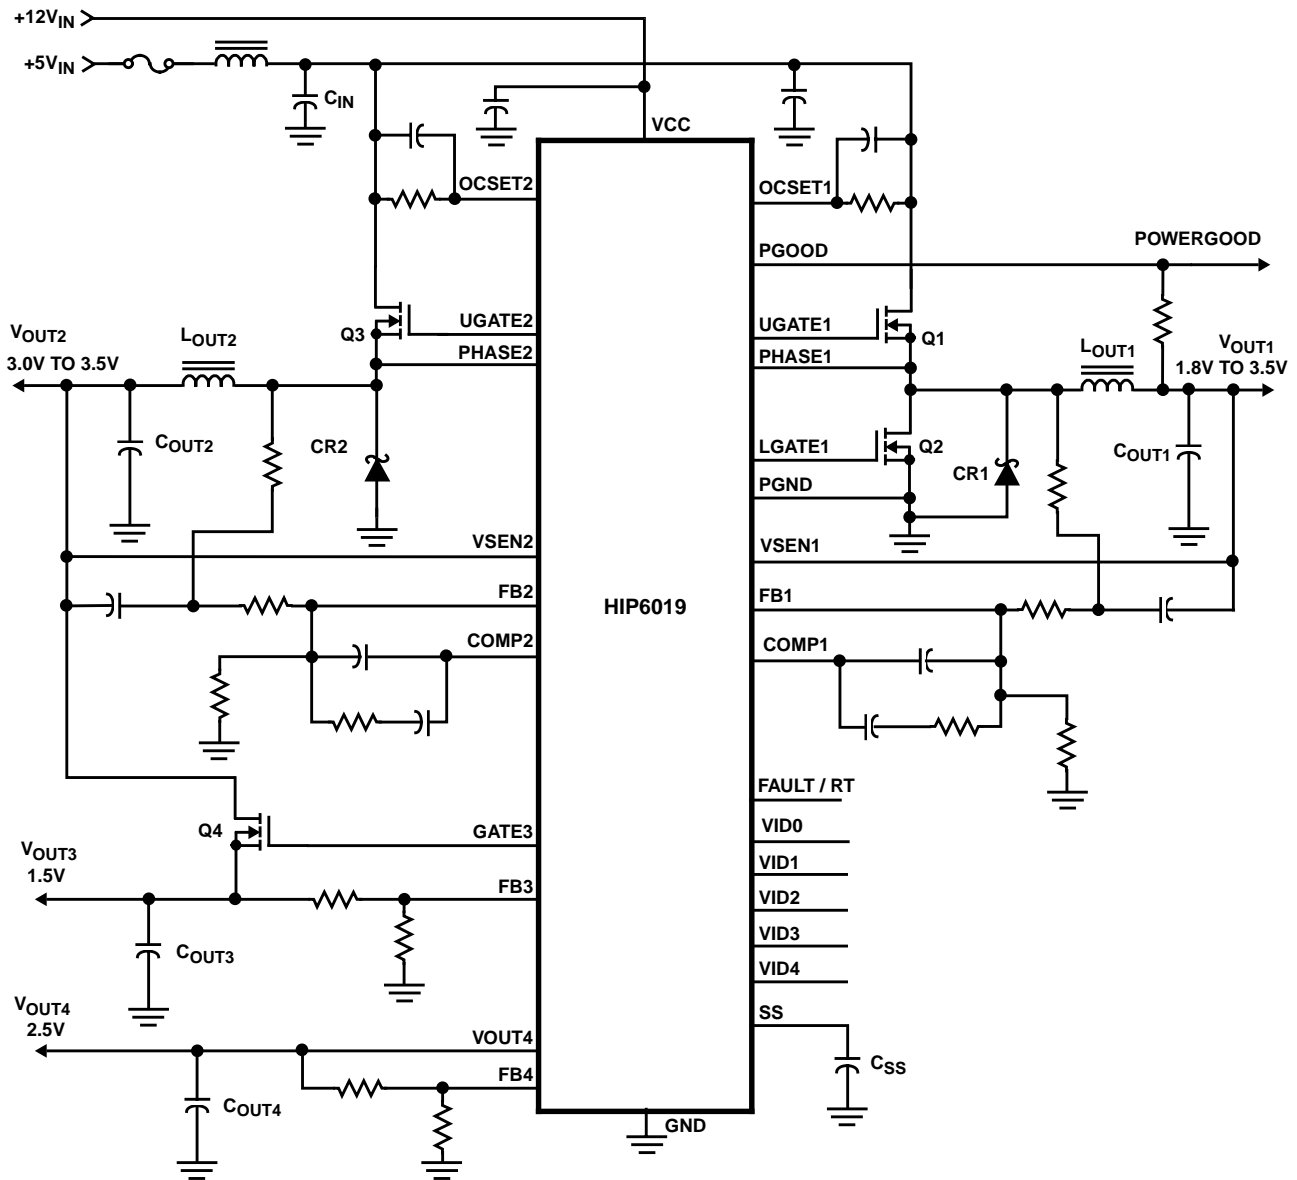 +12VIN
+5VIN
CIN
VCC
OCSET2
OCSET1
PGOOD
POWERGOOD
VOUT2
3.0V TO 3.5V
LOUT2
Q3
UGATE2
PHASE2
UGATE1
Q1
PHASE1
LOUT1
VOUT1
1.8V TO 3.5V
COUT2
CR2
LGATE1
Q2
PGND
CR1
COUT1
VSEN2
VSEN1
FB2
HIP6019
FB1
COMP2
COMP1
FAULT / RT
VID0
Q4
GATE3
VID1
VOUT3
1.5V
FB3
VID2
COUT3
VID3
VID4
VOUT4
2.5V
SS
VOUT4
FB4
CSS
COUT4
GND